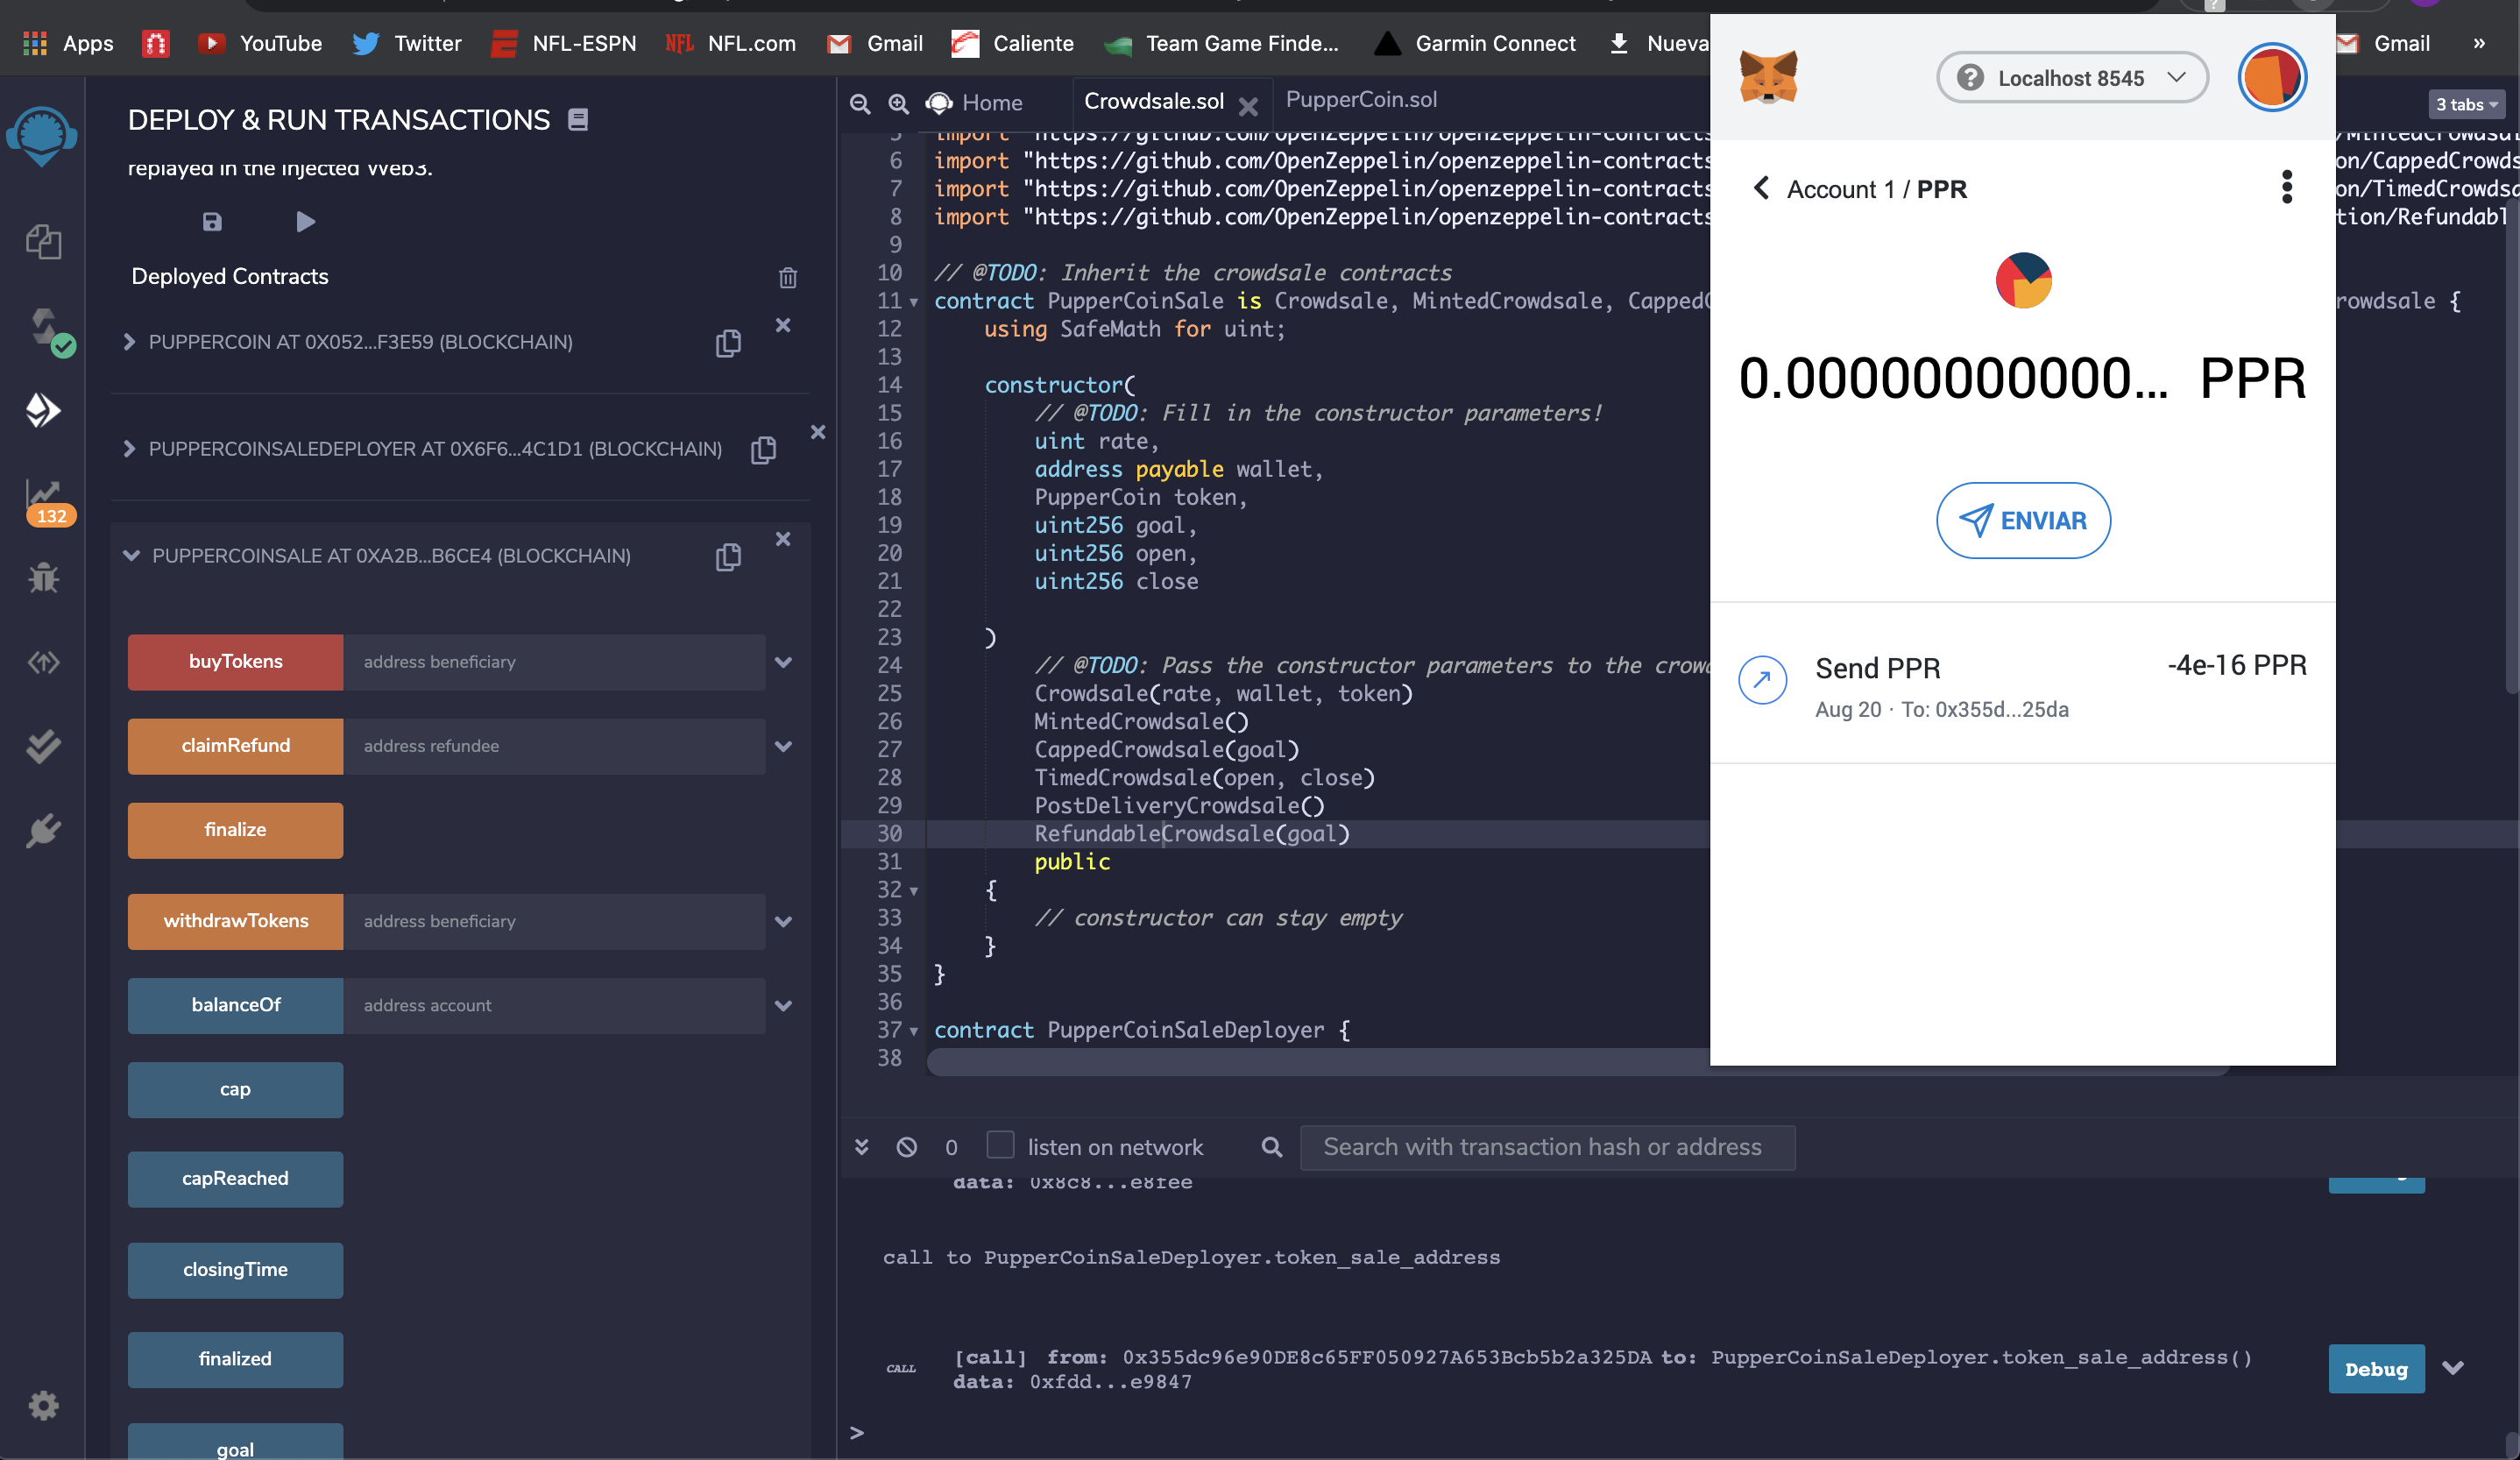 Apps
YouTube
Twitter
NFL-ESPN
NFL NFL.com
Gmail
Caliente
Team Game Finde...
Garmin Connect
Nueva
Gmail
»
DEPLOY & RUN TRANSACTIONS
replayed in the injected Web3.
Deployed Contracts
PUPPERCOIN AT 0X052...F3E59 (BLOCKCHAIN)
PUPPERCOINSALEDEPLOYER AT 0X6F6...4C1D1 (BLOCKCHAIN)
132
PUPPERCOINSALE AT 0XA2B...B6CE4 (BLOCKCHAIN)
buyTokens address beneficiary
claimRefund address refundee
finalize
withdrawTokens address beneficiary
balanceOf address account
cap
capReached
closingTime
finalized
goal
Home
Crowdsale.sol
PupperCoin.sol
3 tabs
5 import "https://github.com/OpenZeppelin/openzeppelin-contracts
6 import "https://github.com/OpenZeppelin/openzeppelin-contracts on/CappedCrowds
7 import "https://github.com/OpenZeppelin/openzeppelin-contracts on/TimedCrowdsa
8 import "https://github.com/OpenZeppelin/openzeppelin-contracts tion/Refundabl
9
10 // @TODO: Inherit the crowdsale contracts
11 contract PupperCoinSale is Crowdsale, MintedCrowdsale, CappedC rowdsale {
12 using SafeMath for uint;
13
14 constructor(
15 // @TODO: Fill in the constructor parameters!
16 uint rate,
17 address payable wallet,
18 PupperCoin token,
19 uint256 goal,
20 uint256 open,
21 uint256 close
22
23 )
24 // @TODO: Pass the constructor parameters to the crowd
25 Crowdsale(rate, wallet, token)
26 MintedCrowdsale()
27 CappedCrowdsale(goal)
28 TimedCrowdsale(open, close)
29 PostDeliveryCrowdsale()
30 RefundableCrowdsale(goal)
31 public
32 {
33 // constructor can stay empty
34 }
35 }
36
37 contract PupperCoinSaleDeployer {
38
Localhost 8545
Account 1 / PPR
0.00000000000... PPR
ENVIAR
Send PPR
-4e-16 PPR
Aug 20 · To: 0x355d...25da
0 listen on network
Search with transaction hash or address
data: 0x8c8...e8fee
call to PupperCoinSaleDeployer.token_sale_address
CALL [call] from: 0x355dc96e90DE8c65FF050927A653Bcb5b2a325DA to: PupperCoinSaleDeployer.token_sale_address()
data: 0xfdd...e9847
Debug
>